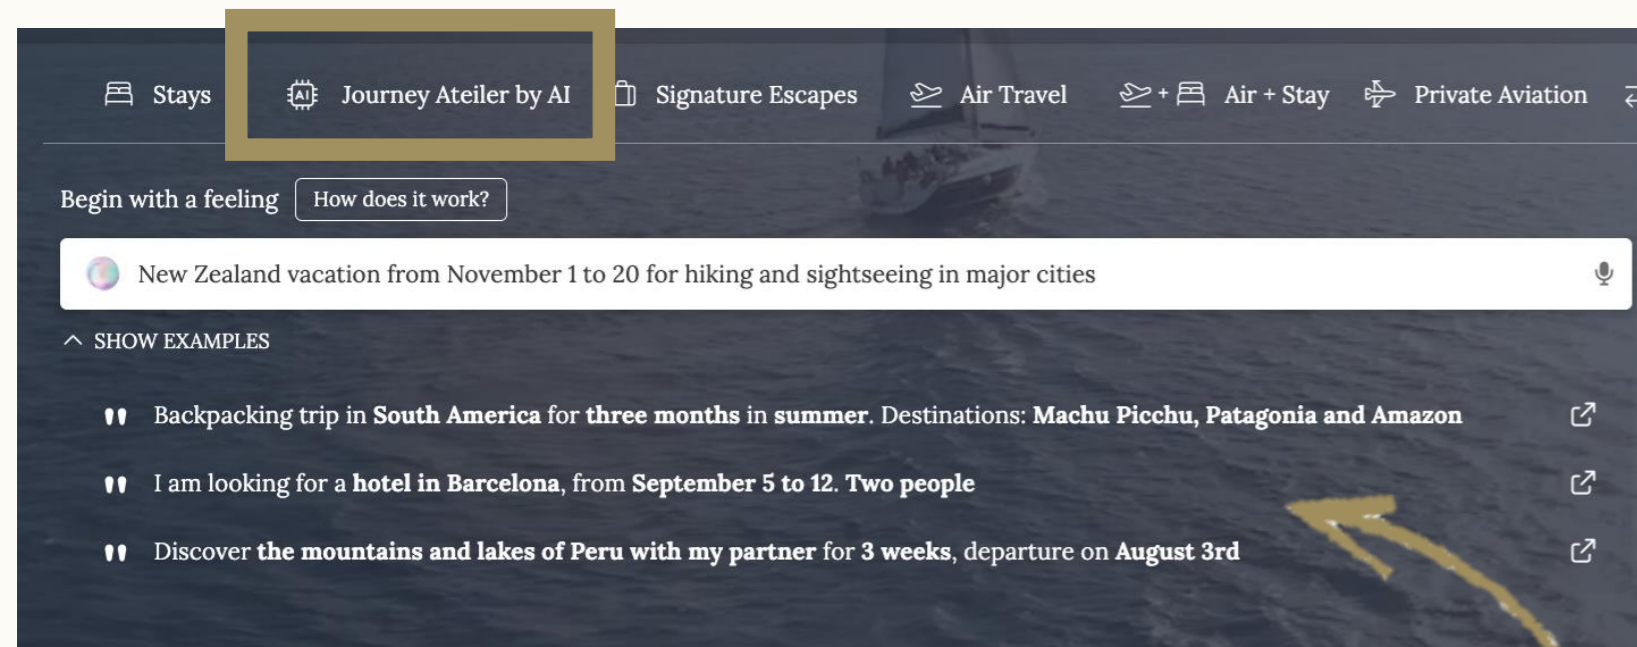 Stays Journey Ateiler by AI Signature Escapes Air Travel + Air + Stay Private Aviation
Begin with a feeling How does it work?
New Zealand vacation from November 1 to 20 for hiking and sightseeing in major cities
SHOW EXAMPLES
Backpacking trip in South America for three months in summer. Destinations: Machu Picchu, Patagonia and Amazon
I am looking for a hotel in Barcelona, from September 5 to 12. Two people
Discover the mountains and lakes of Peru with my partner for 3 weeks, departure on August 3rd